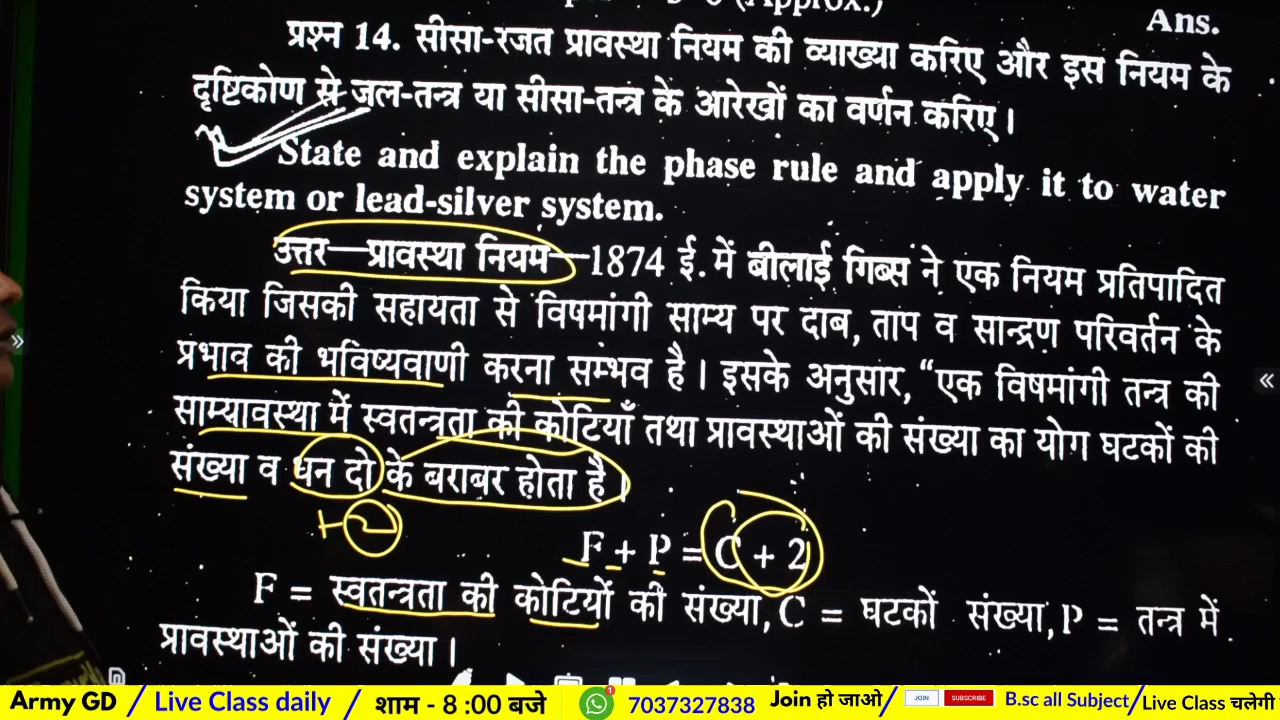 (Approx.)
Ans.
प्रश्न 14. सीसा-रजत प्रावस्था नियम की व्याख्या करिए और इस नियम के
दृष्टिकोण से जल-तन्त्र या सीसा-तन्त्र के आरेखों का वर्णन करिए।
State and explain the phase rule and apply it to water
system or lead-silver system.
उत्तर—प्रावस्था नियम—1874 ई. में बीलाई गिब्स ने एक नियम प्रतिपादित
किया जिसकी सहायता से विषमांगी साम्य पर दाब, ताप व सान्द्रण परिवर्तन के
प्रभाव की भविष्यवाणी करना सम्भव है। इसके अनुसार, “एक विषमांगी तन्त्र की
साम्यावस्था में स्वतन्त्रता की कोटियाँ तथा प्रावस्थाओं की संख्या का योग घटकों की
संख्या व धन दो के बराबर होता है।
F + P = C + 2
F = स्वतन्त्रता की कोटियों की संख्या, C = घटकों संख्या, P = तन्त्र में
प्रावस्थाओं की संख्या।
Army GD / Live Class daily / शाम - 8 :00 बजे 1 7037327838 Join हो जाओ / JOIN SUBSCRIBE B.sc all Subject/Live Class चलेगी